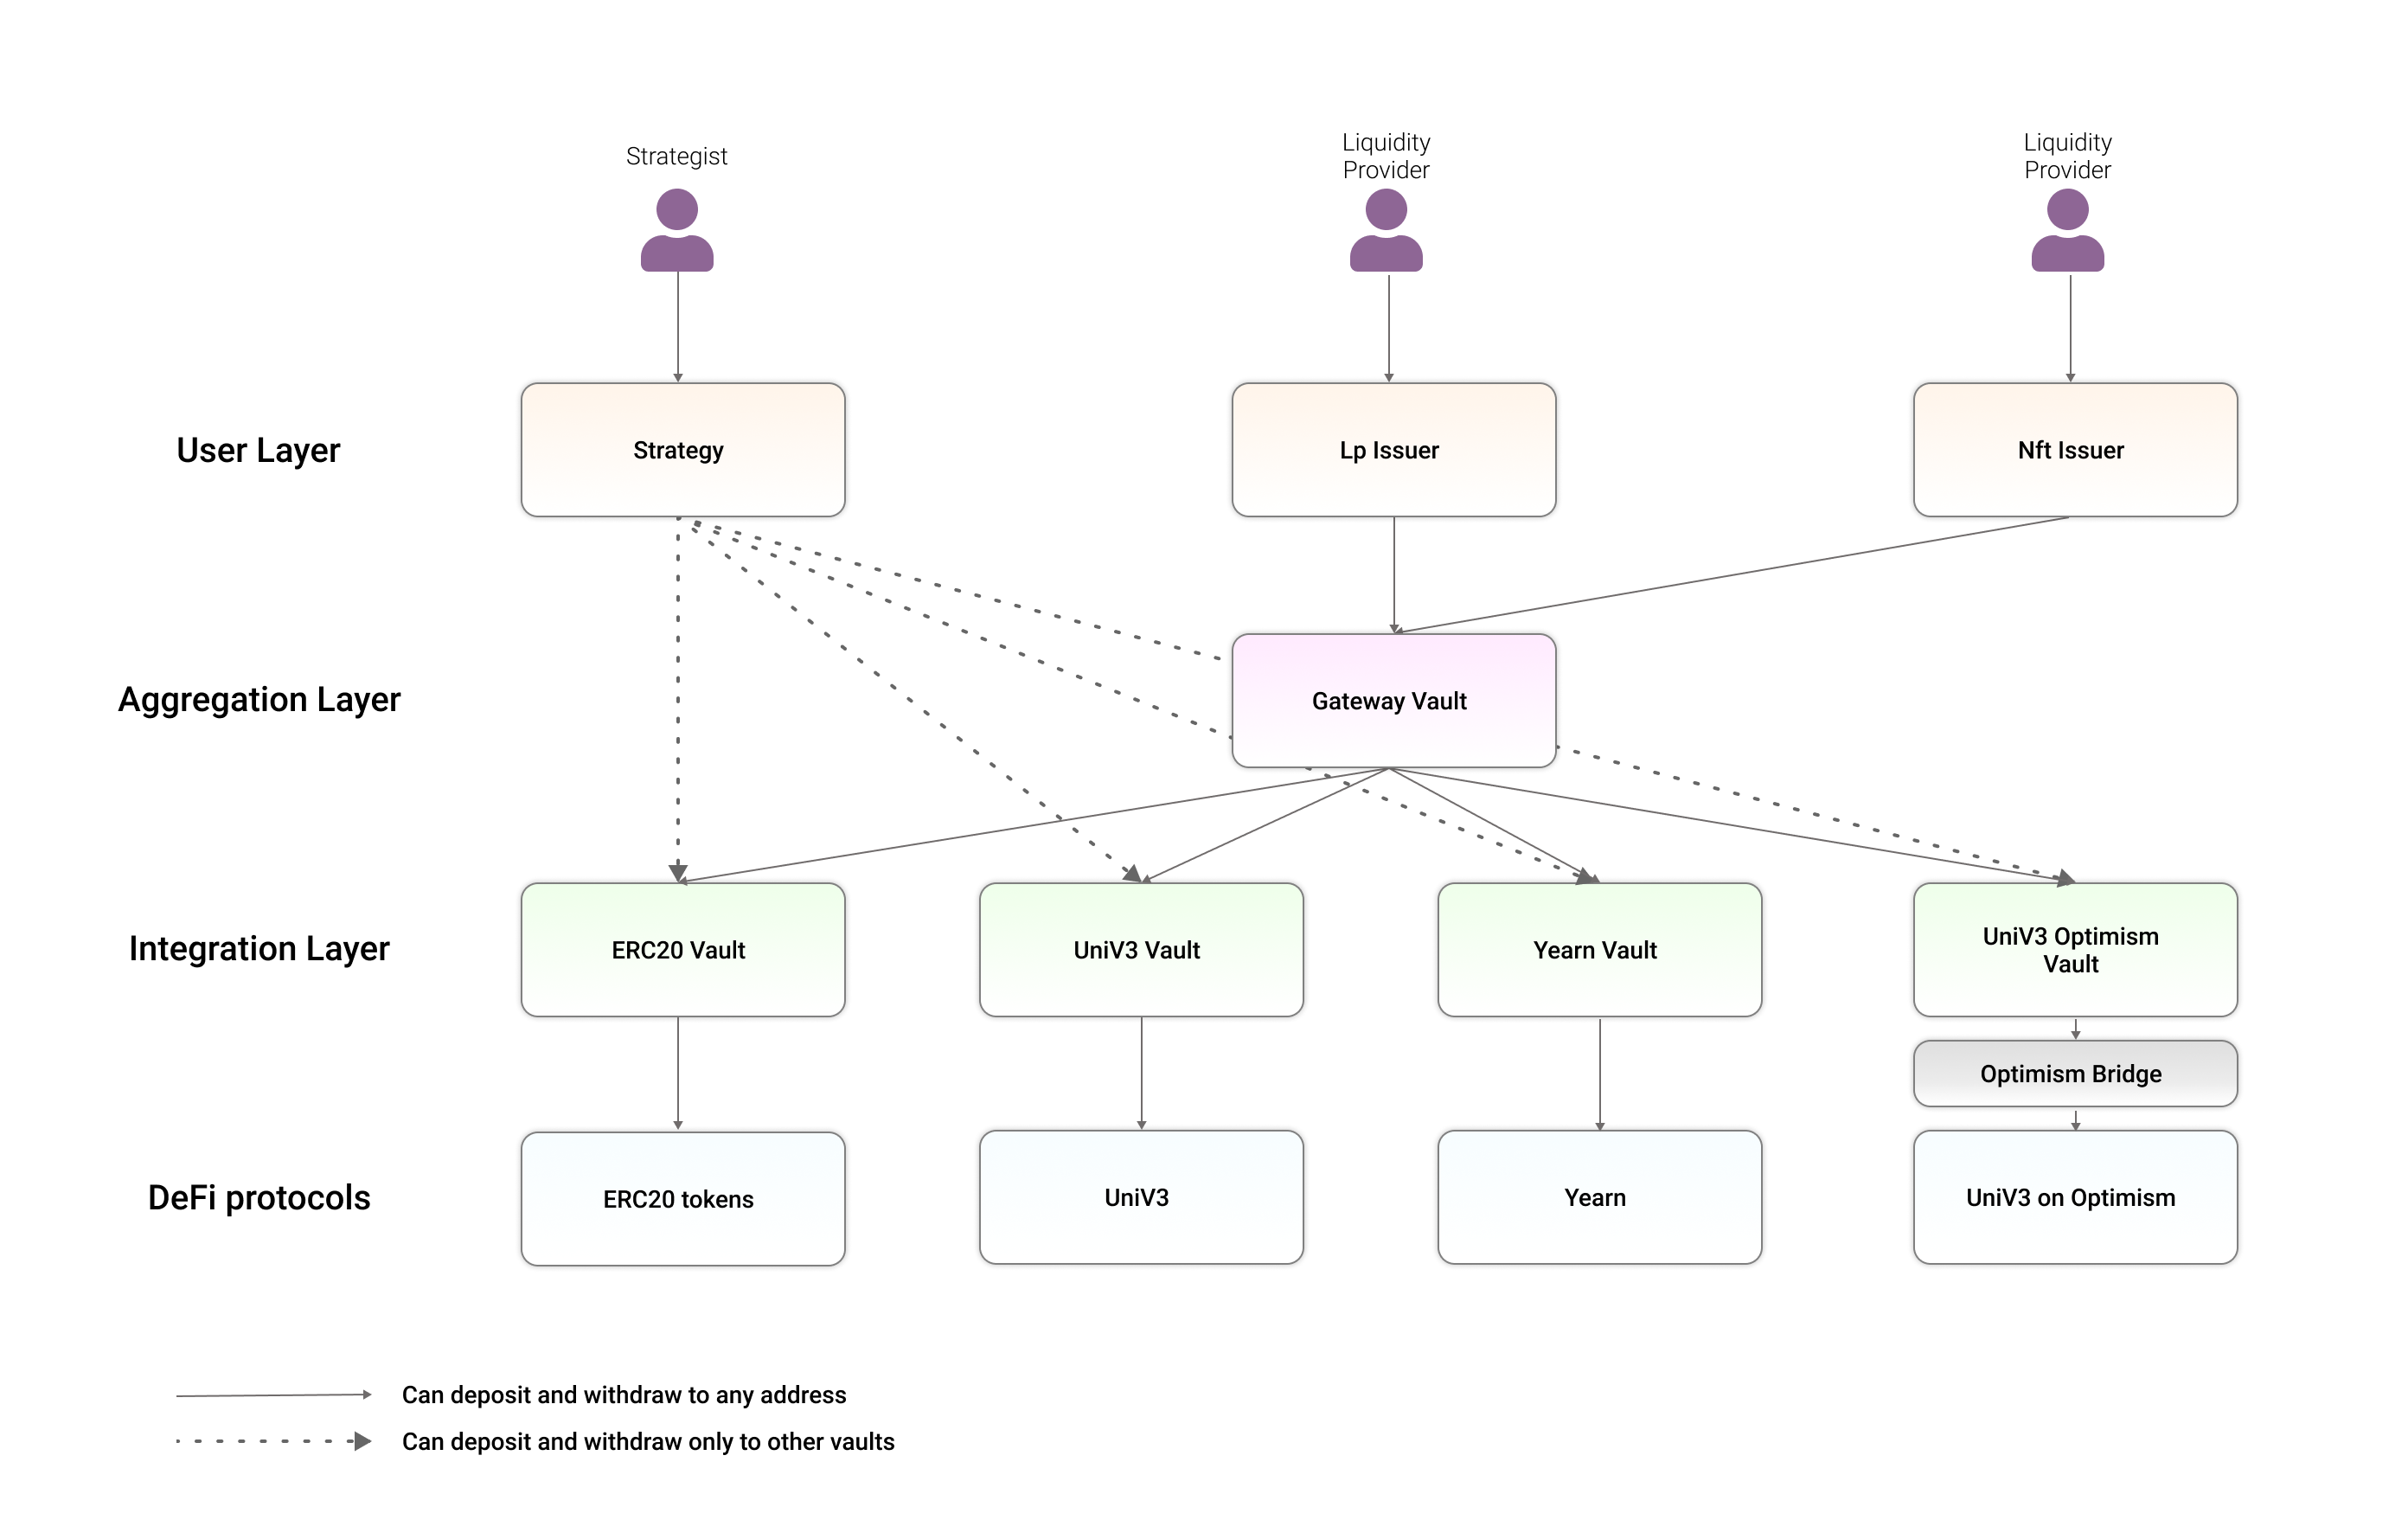 Strategist
Liquidity
Provider
Liquidity
Provider
User Layer
Strategy
Lp Issuer
Nft Issuer
Aggregation Layer
Gateway Vault
Integration Layer
ERC20 Vault
UniV3 Vault
Yearn Vault
UniV3 Optimism
Vault
Optimism Bridge
DeFi protocols
ERC20 tokens
UniV3
Yearn
UniV3 on Optimism
Can deposit and withdraw to any address
Can deposit and withdraw only to other vaults